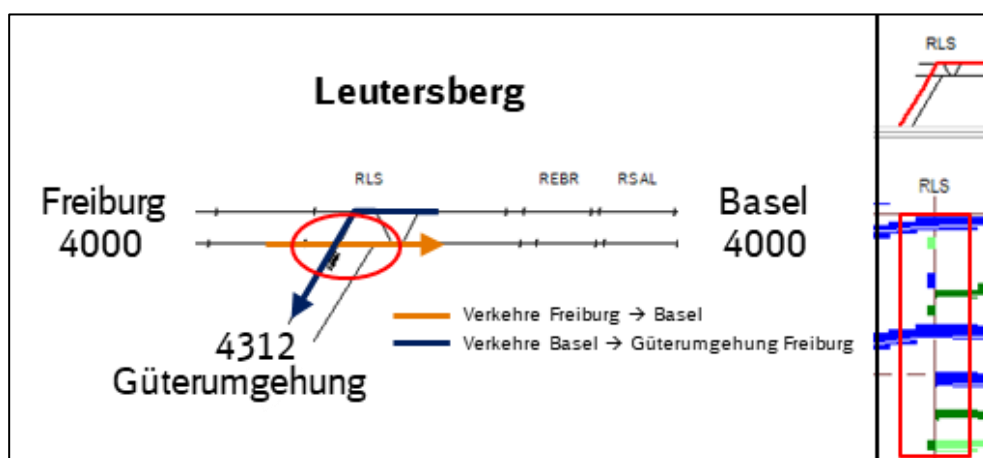 Leutersberg
RLS
REBR
RSAL
Freiburg
4000
Basel
4000
4312
Güterumgehung
Verkehre Freiburg → Basel
Verkehre Basel → Güterumgehung Freiburg
RLS
RLS